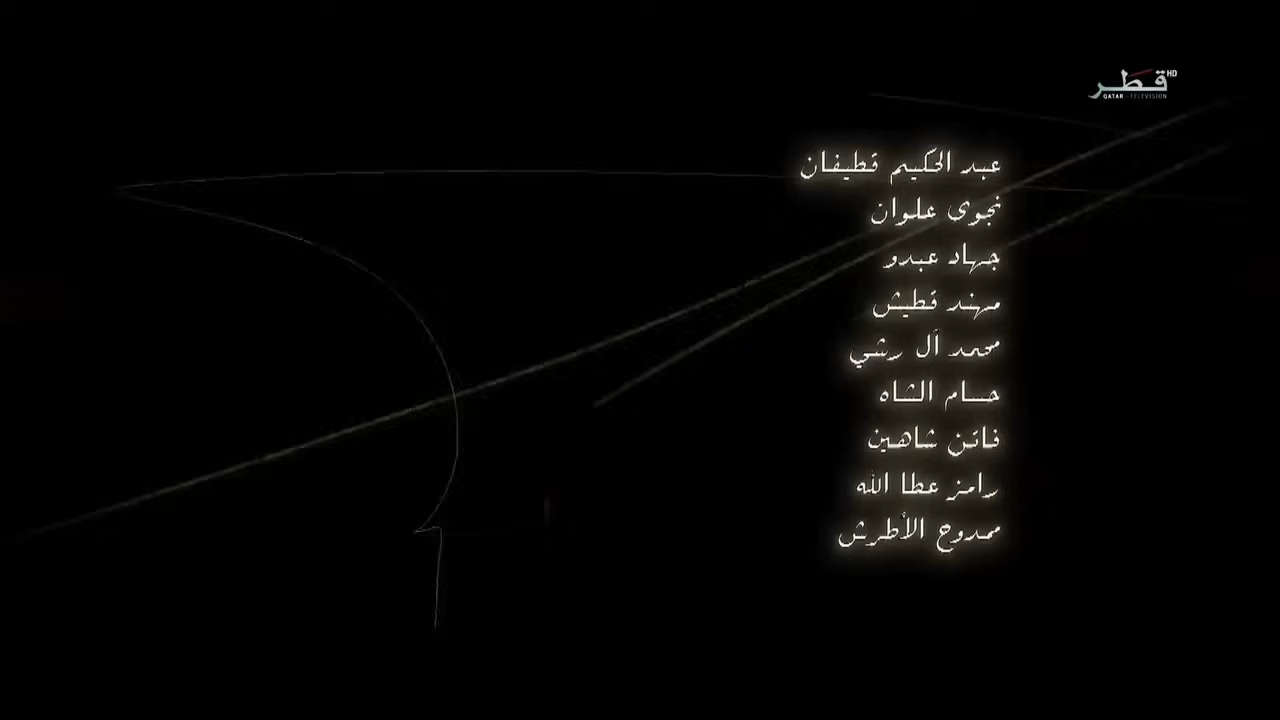 قطر HD
QATAR TELEVISION
عبد الحكيم قطيفان
نجوى علوان
جهاد عبدو
مهند قطيش
محمد آل رشي
حسام الشاه
فاتن شاهين
رامز عطا الله
ممدوح الأطرش